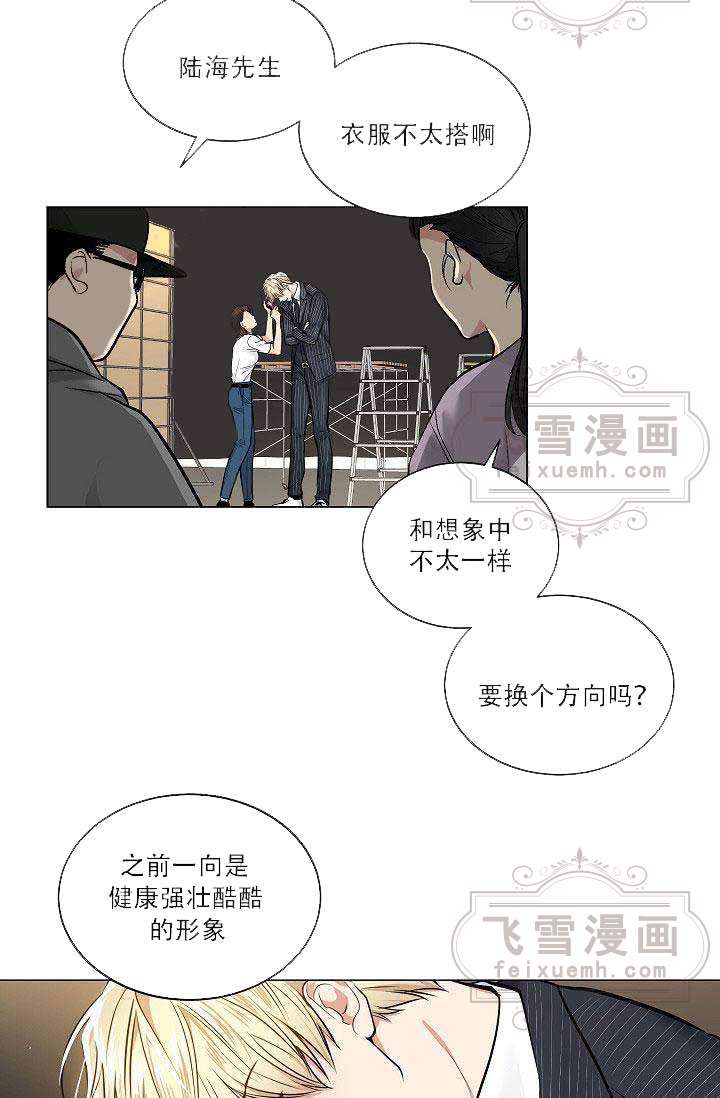 陆海先生
衣服不太搭啊
飞雪漫画
feixuemh.com
和想象中
不太一样
要换个方向吗?
之前一向是
健康强壮酷酷
的形象
飞雪漫画
feixuemh.com